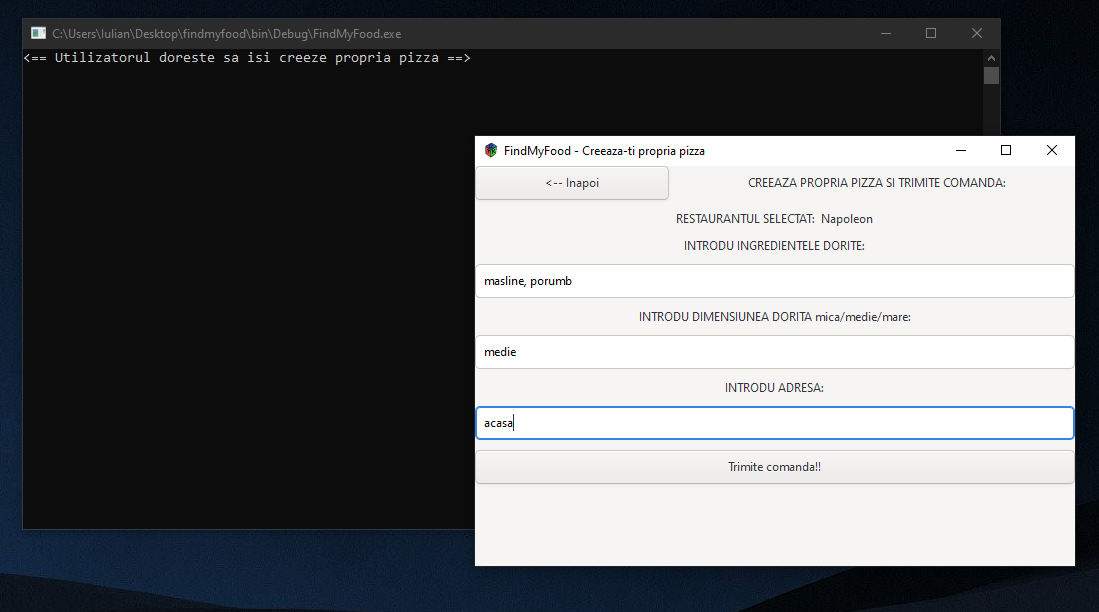 C:\Users\Iulian\Desktop\findmyfood\bin\Debug\FindMyFood.exe
<== Utilizatorul doreste sa isi creeze propria pizza ==>
FindMyFood - Creeaza-ti propria pizza
<-- Inapoi
CREEAZA PROPRIA PIZZA SI TRIMITE COMANDA:
RESTAURANTUL SELECTAT: Napoleon
INTRODU INGREDIENTELE DORITE:
masline, porumb
INTRODU DIMENSIUNEA DORITA mica/medie/mare:
medie
INTRODU ADRESA:
acasa
Trimite comanda!!